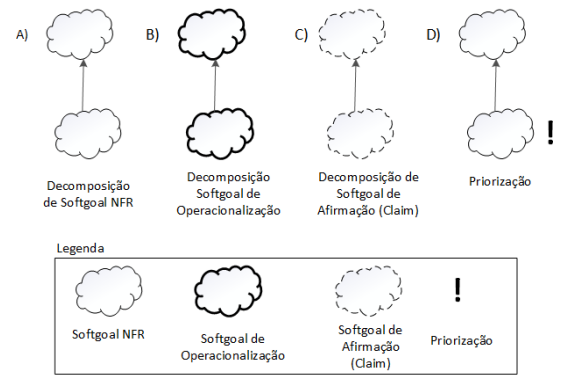 A)
B)
C)
D)
!
Decomposição
de Softgoal NFR
Decomposição
Softgoal de
Operacionalização
Decomposição de
Softgoal de
Afirmação (Claim)
Priorização
Legenda
!
Softgoal NFR
Softgoal de
Operacionalização
Softgoal de
Afirmação
(Claim)
Priorização